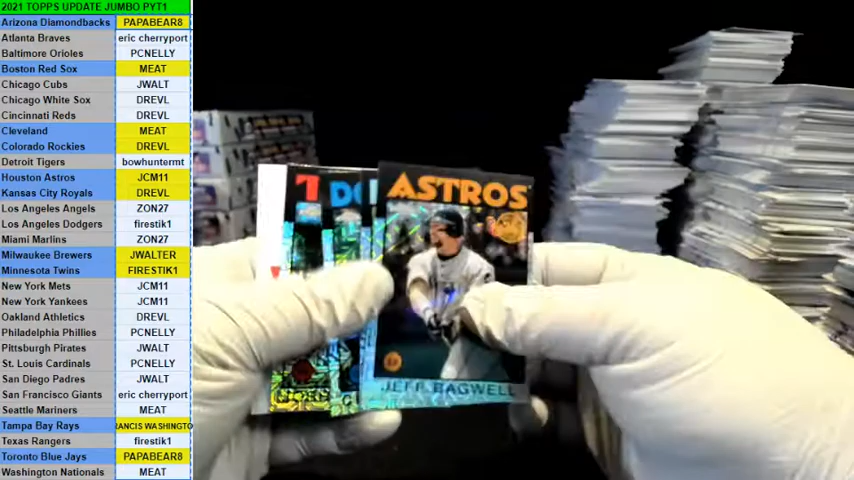 2021 TOPPS UPDATE JUMBO PYT1
Arizona Diamondbacks PAPABEAR8
Atlanta Braves eric cherryport
Baltimore Orioles PCNELLY
Boston Red Sox MEAT
Chicago Cubs JWALT
Chicago White Sox DREVL
Cincinnati Reds DREVL
Cleveland MEAT
Colorado Rockies DREVL
Detroit Tigers bowhuntermt
Houston Astros JCM11
Kansas City Royals DREVL
Los Angeles Angels ZON27
Los Angeles Dodgers firestik1
Miami Marlins ZON27
Milwaukee Brewers JWALTER
Minnesota Twins FIRESTIK1
New York Mets JCM11
New York Yankees JCM11
Oakland Athletics DREVL
Philadelphia Phillies PCNELLY
Pittsburgh Pirates JWALT
St. Louis Cardinals PCNELLY
San Diego Padres JWALT
San Francisco Giants eric cherryport
Seattle Mariners MEAT
Tampa Bay Rays RANCIS WASHINGTO
Texas Rangers firestik1
Toronto Blue Jays PAPABEAR8
Washington Nationals MEAT
ASTROS
JEFF BAGWELL